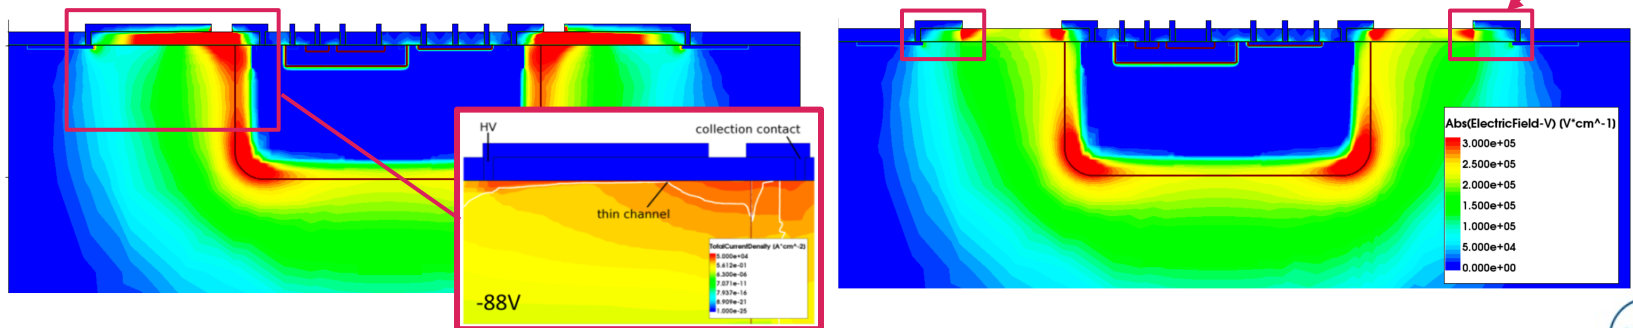 HV
collection contact
thin channel
TotalCurrentDensity (A*cm^-2)
5.000e+04
5.612e-01
6.300e-06
7.071e-11
7.937e-16
8.909e-21
1.000e-25
-88V
Abs(ElectricField-V) (V*cm^-1)
3.000e+05
2.500e+05
2.000e+05
1.500e+05
1.000e+05
5.000e+04
0.000e+00